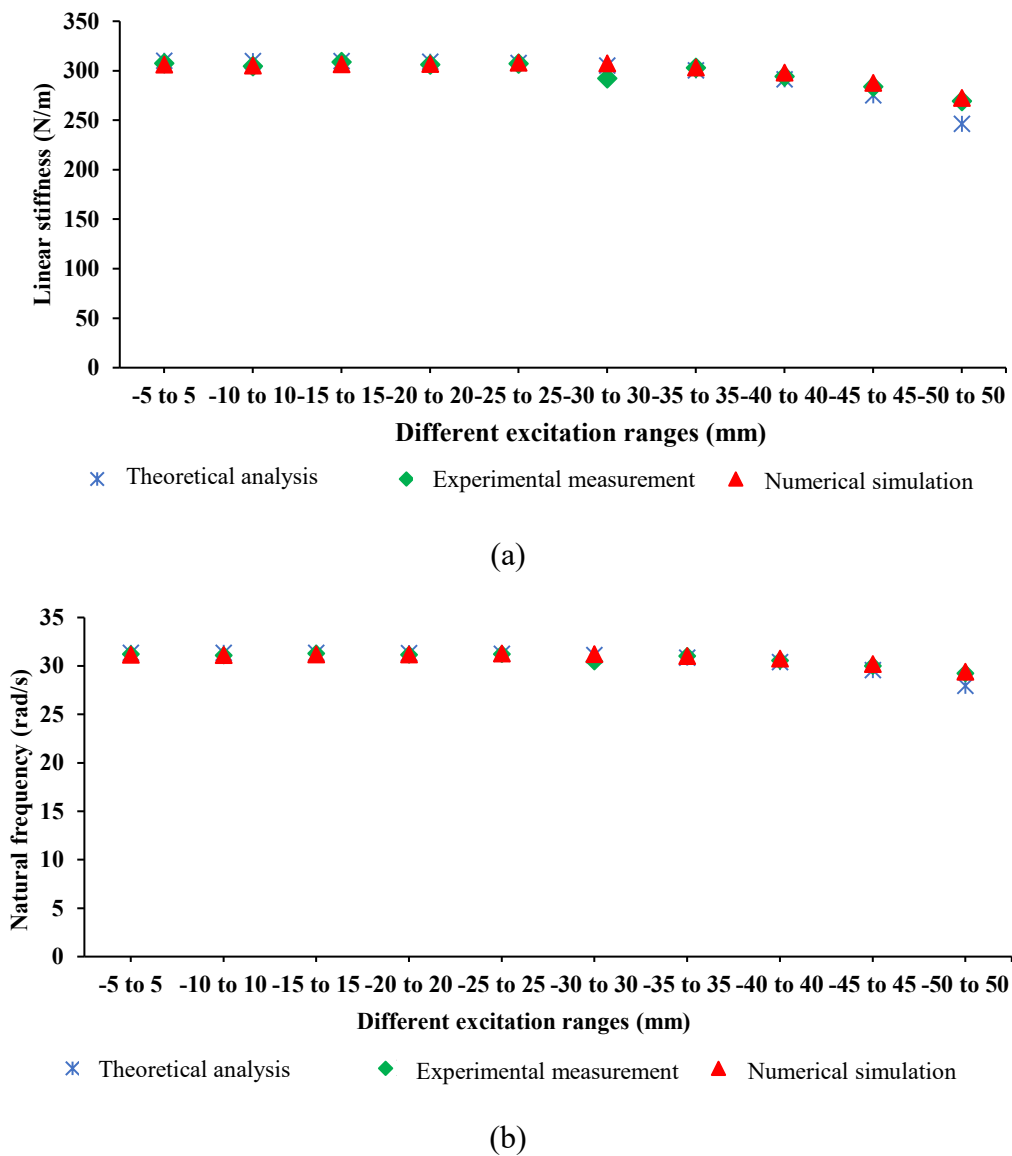 350
300
250
200
150
100
50
0
Linear stiffness (N/m)
-5 to 5 -10 to 10 -15 to 15 -20 to 20 -25 to 25 -30 to 30 -35 to 35 -40 to 40 -45 to 45 -50 to 50
Different excitation ranges (mm)
Theoretical analysis Experimental measurement Numerical simulation
(a)
35
30
25
20
15
10
5
0
Natural frequency (rad/s)
-5 to 5 -10 to 10 -15 to 15 -20 to 20 -25 to 25 -30 to 30 -35 to 35 -40 to 40 -45 to 45 -50 to 50
Different excitation ranges (mm)
Theoretical analysis Experimental measurement Numerical simulation
(b)